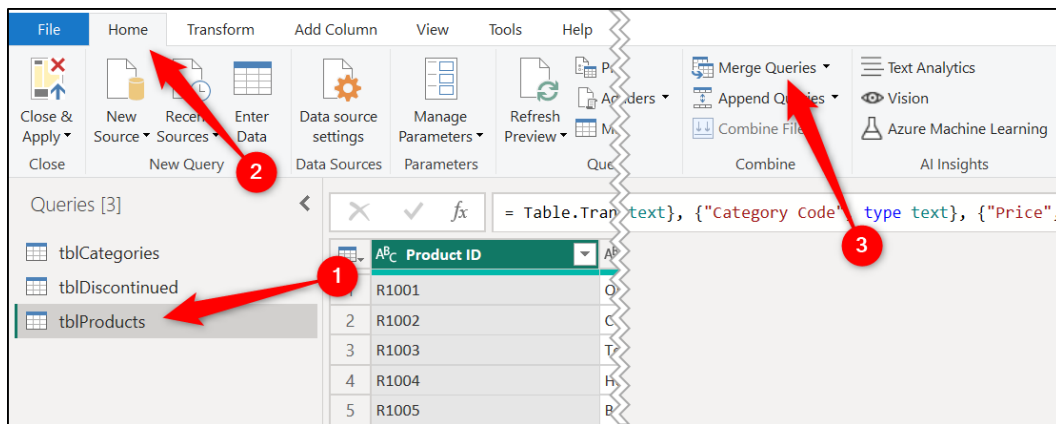 File Home Transform Add Column View Tools Help
Merge Queries Text Analytics
Append Queries Vision
Combine Azure Machine Learning
Close & Apply
New Source
Recent Sources
Enter Data
Data source settings
Manage Parameters
Refresh Preview
Close New Query Data Sources Parameters Combine AI Insights
2
3
1
Queries [3]
fx = Table.Tran text}, {"Category Code", type text}, {"Price",
tblCategories
tblDiscontinued
tblProducts
ABC Product ID
R1001
2 R1002
3 R1003
4 R1004
5 R1005